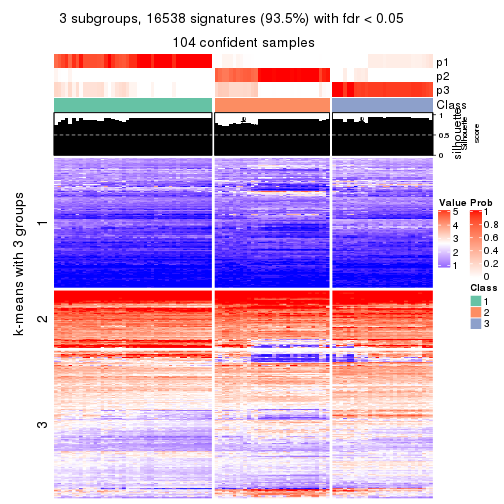 3 subgroups, 16538 signatures (93.5%) with fdr < 0.05
104 confident samples
p1
p2
p3
Class
1
0.5
0
silhouette
Silhouette
score
k-means with 3 groups
1
2
3
Value
5
4
3
2
1
Prob
1
0.8
0.6
0.4
0.2
0
Class
1
2
3